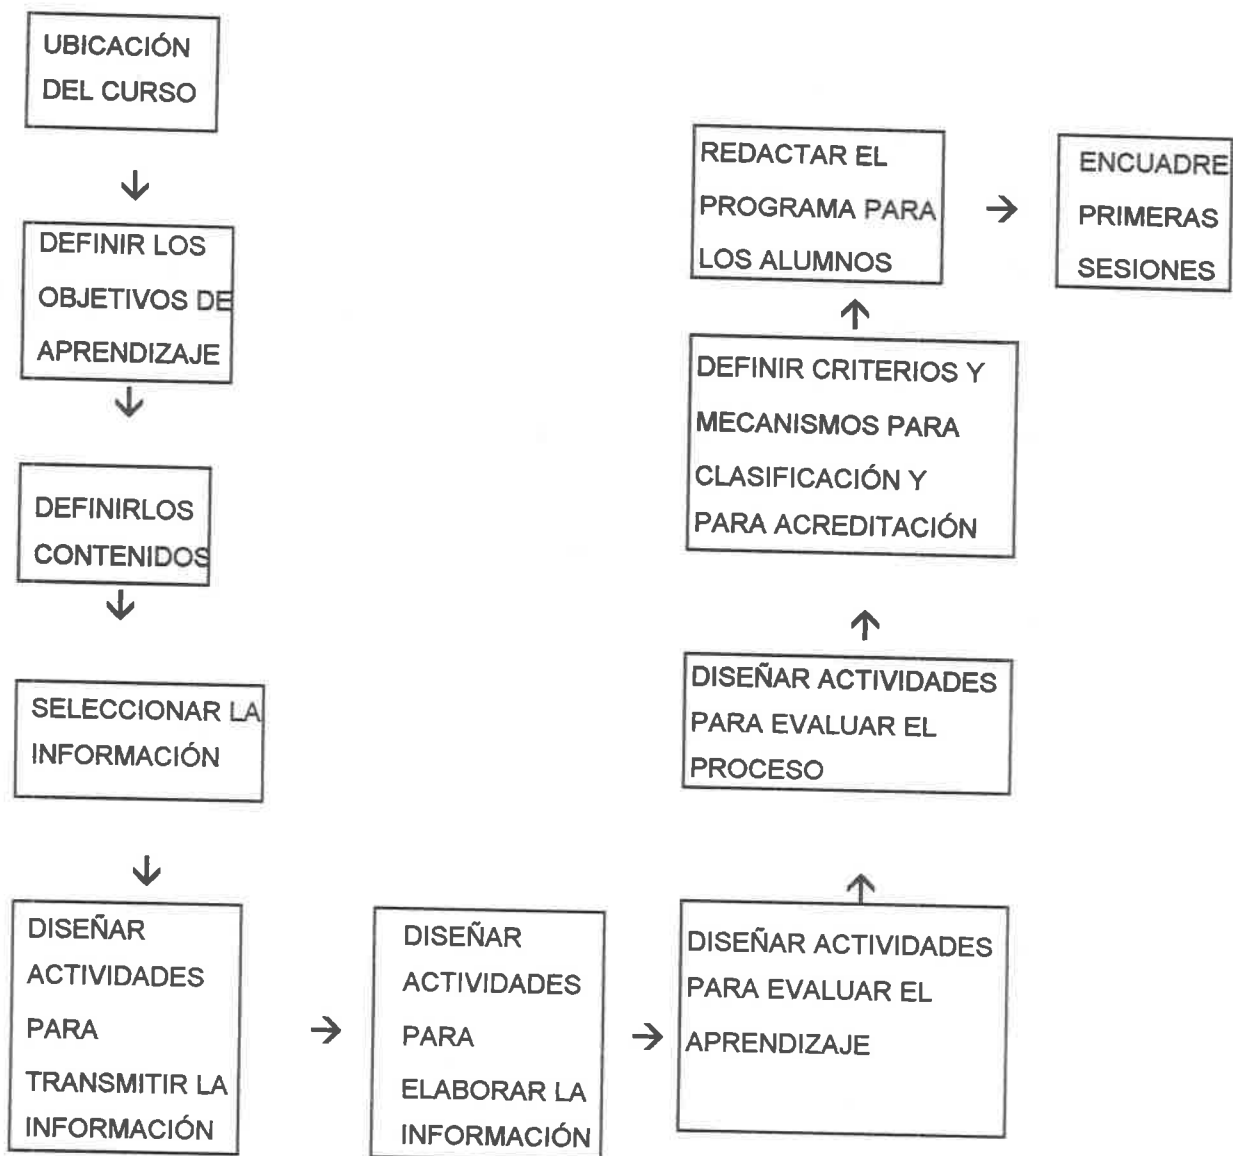 UBICACIÓN
DEL CURSO
DEFINIR LOS
OBJETIVOS DE
APRENDIZAJE
DEFINIRLOS
CONTENIDOS
SELECCIONAR LA
INFORMACIÓN
DISEÑAR
ACTIVIDADES
PARA
TRANSMITIR LA
INFORMACIÓN
DISEÑAR
ACTIVIDADES
PARA
ELABORAR LA
INFORMACIÓN
DISEÑAR ACTIVIDADES
PARA EVALUAR EL
APRENDIZAJE
DISEÑAR ACTIVIDADES
PARA EVALUAR EL
PROCESO
DEFINIR CRITERIOS Y
MECANISMOS PARA
CLASIFICACIÓN Y
PARA ACREDITACIÓN
REDACTAR EL
PROGRAMA PARA
LOS ALUMNOS
ENCUADRE
PRIMERAS
SESIONES